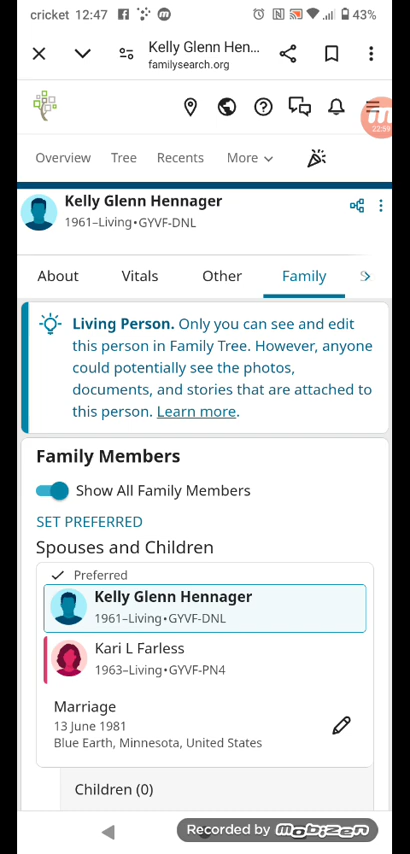 cricket 12:47 43%
Kelly Glenn Hen...
familysearch.org
22:59
Overview Tree Recents More
Kelly Glenn Hennager
1961–Living•GYVF-DNL
About Vitals Other Family S
Living Person. Only you can see and edit
this person in Family Tree. However, anyone
could potentially see the photos,
documents, and stories that are attached to
this person. Learn more.
Family Members
Show All Family Members
SET PREFERRED
Spouses and Children
Preferred
Kelly Glenn Hennager
1961–Living•GYVF-DNL
Kari L Farless
1963–Living•GYVF-PN4
Marriage
13 June 1981
Blue Earth, Minnesota, United States
Children (0)
Recorded by mobizen